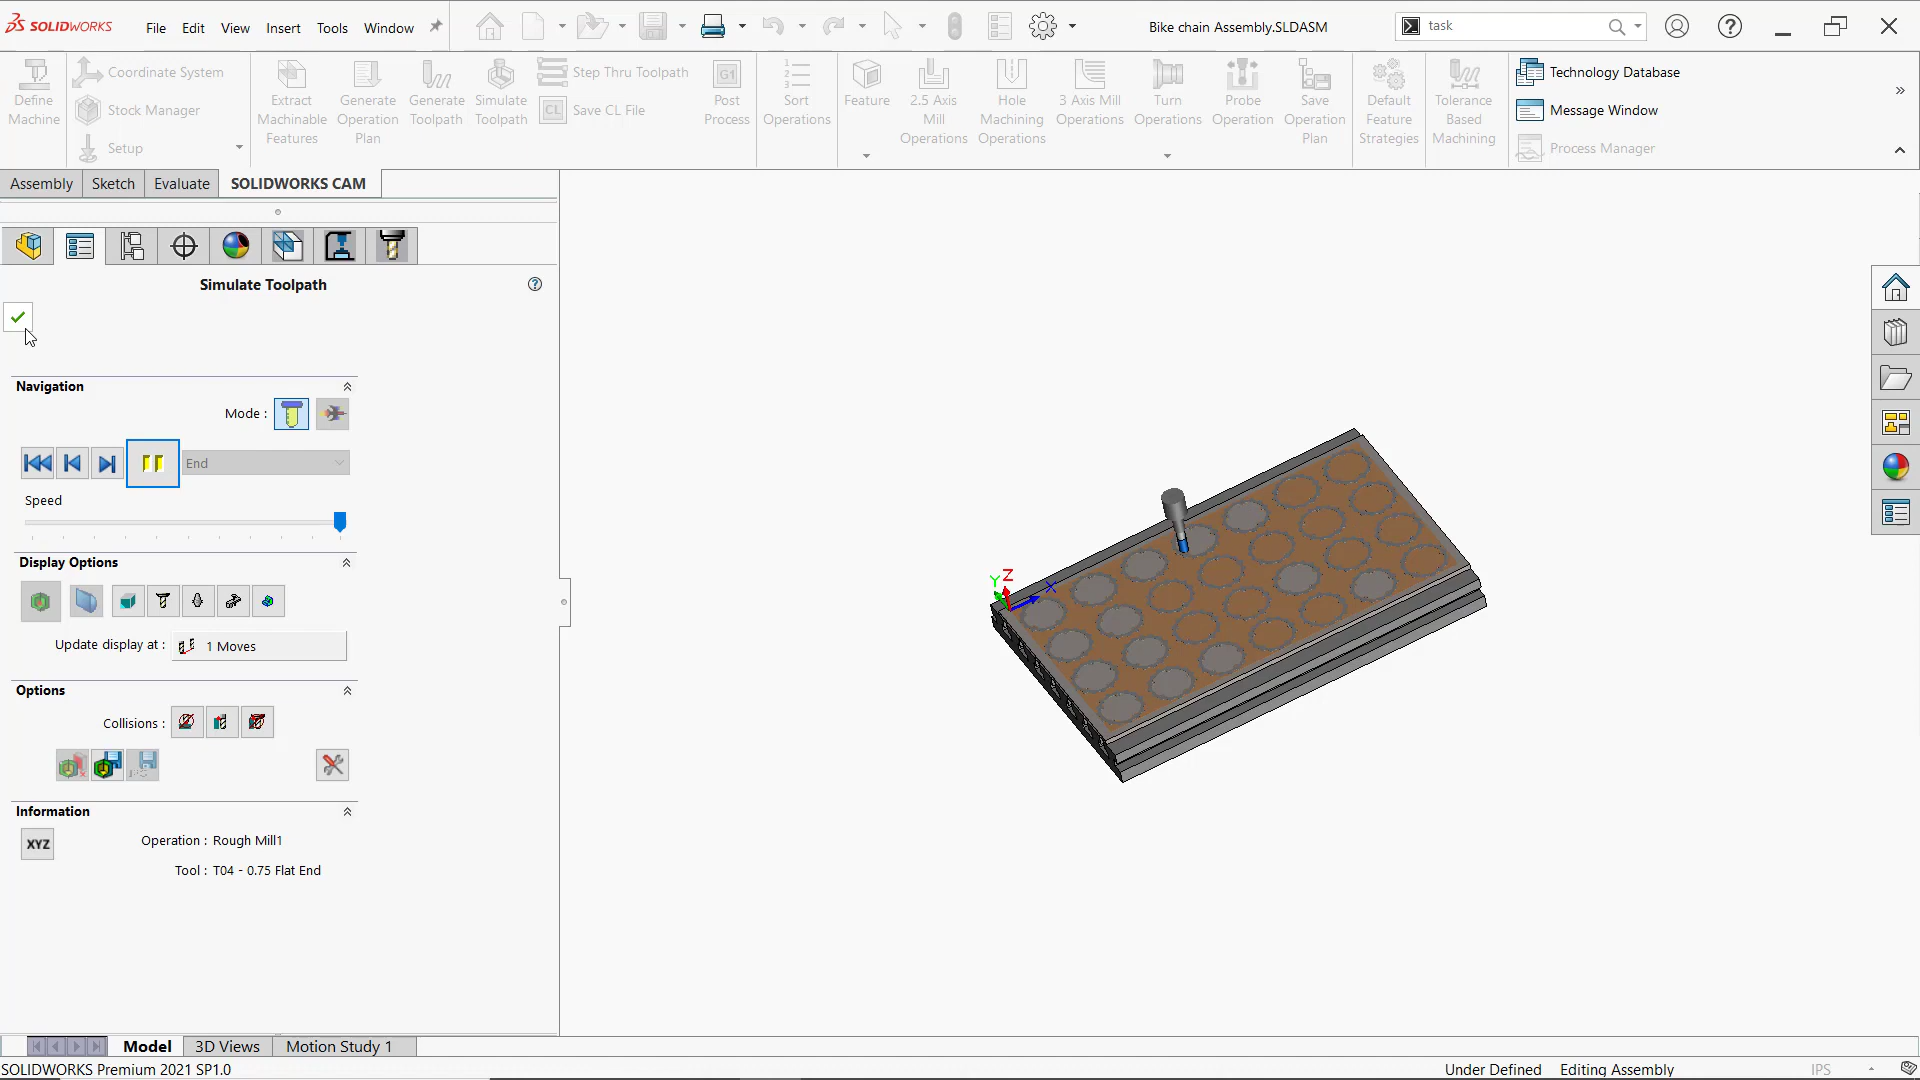 SOLIDWORKS
File
Edit
View
Insert
Tools
Window
Bike chain Assembly.SLDASM
task
Define
Machine
Coordinate System
Stock Manager
Setup
Extract
Machinable
Features
Generate
Operation
Plan
Generate
Toolpath
Simulate
Toolpath
Step Thru Toolpath
CL
Save CL File
G1
Post
Process
Sort
Operations
Feature
2.5 Axis
Mill
Operations
Hole
Machining
Operations
3 Axis Mill
Operations
Turn
Operations
Probe
Operation
Save
Operation
Plan
Default
Feature
Strategies
Tolerance
Based
Machining
Technology Database
Message Window
Process Manager
Assembly
Sketch
Evaluate
SOLIDWORKS CAM
Simulate Toolpath
Navigation
Mode :
End
Speed
Display Options
Update display at :
1 Moves
Options
Collisions :
Information
XYZ
Operation : Rough Mill1
Tool : T04 - 0.75 Flat End
Y
Z
X
Model
3D Views
Motion Study 1
SOLIDWORKS Premium 2021 SP1.0
Under Defined
Editing Assembly
IPS